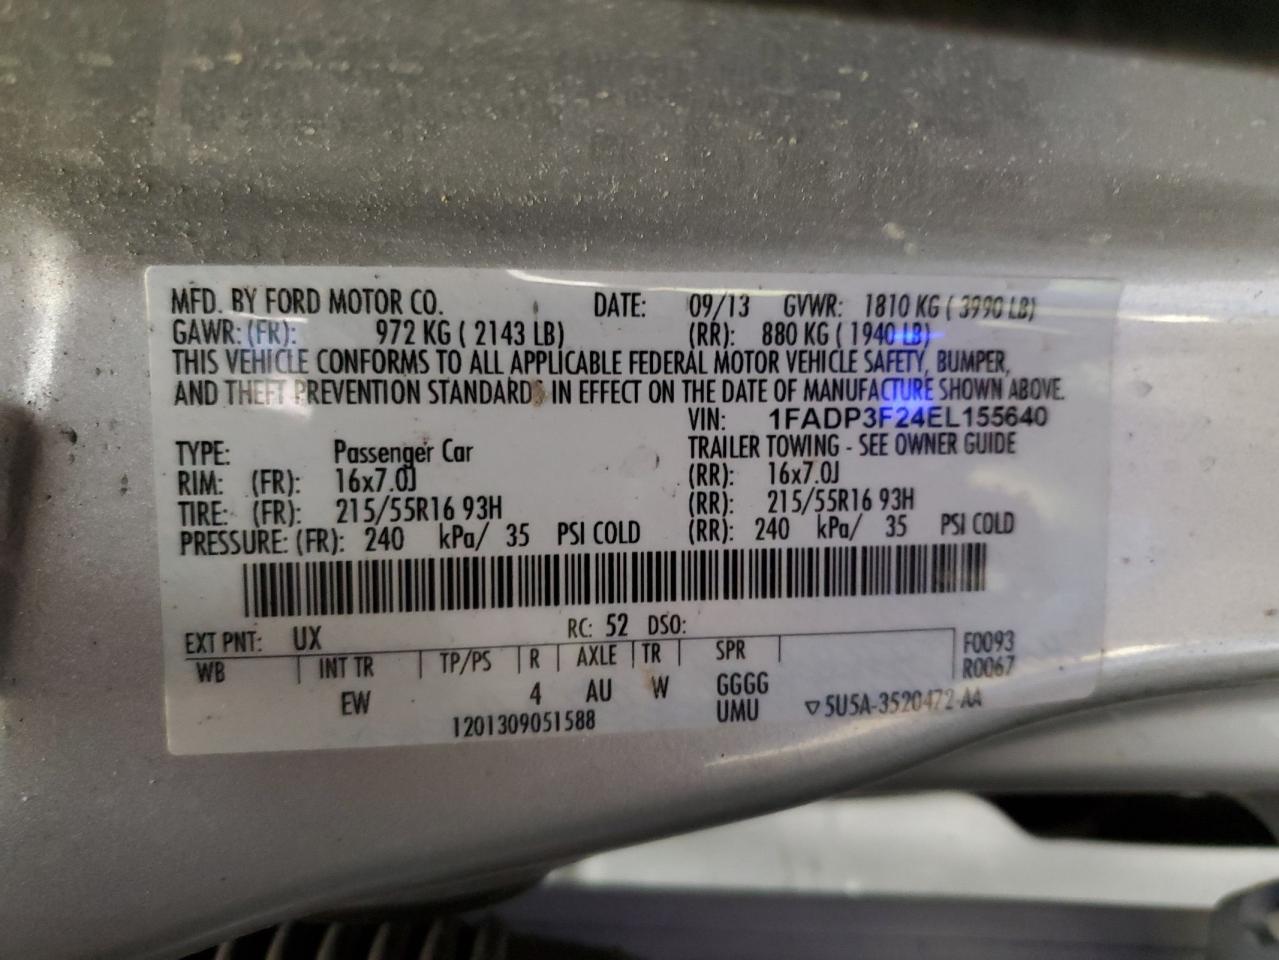 MFD. BY FORD MOTOR CO. DATE: 09/13 GVWR: 1810 KG ( 3990 LB)
GAWR: (FR): 972 KG ( 2143 LB) (RR): 880 KG ( 1940 LB)
THIS VEHICLE CONFORMS TO ALL APPLICABLE FEDERAL MOTOR VEHICLE SAFETY, BUMPER,
AND THEFT PREVENTION STANDARDS IN EFFECT ON THE DATE OF MANUFACTURE SHOWN ABOVE.
VIN: 1FADP3F24EL155640
TYPE: Passenger Car TRAILER TOWING - SEE OWNER GUIDE
RIM: (FR): 16x7.0J (RR): 16x7.0J
TIRE: (FR): 215/55R16 93H (RR): 215/55R16 93H
PRESSURE: (FR): 240 kPa/ 35 PSI COLD (RR): 240 kPa/ 35 PSI COLD
EXT PNT: UX RC: 52 DSO:
WB INT TR TP/PS R AXLE TR SPR F0093
R0067
EW 4 AU W GGGG
1201309051588 UMU ▽5U5A-3520472-AA